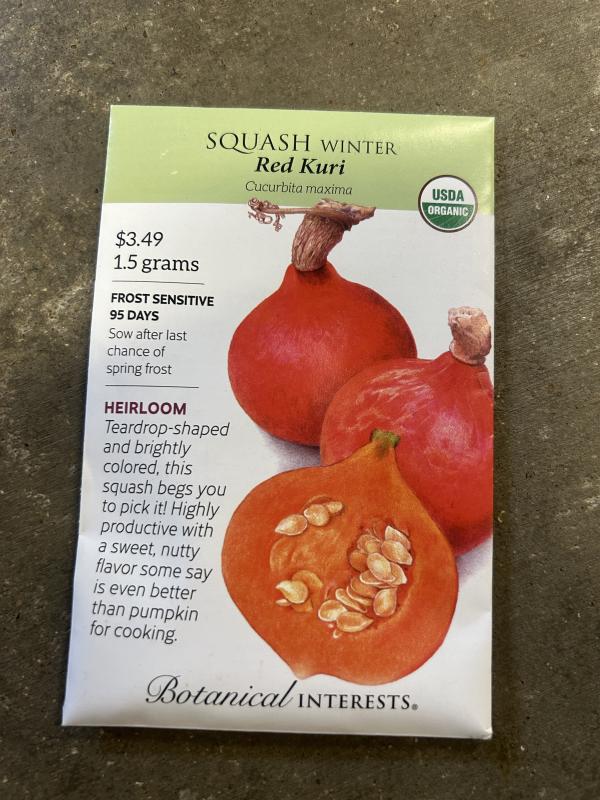 SQUASH WINTER
Red Kuri
Cucurbita maxima
USDA
ORGANIC
$3.49
1.5 grams
FROST SENSITIVE
95 DAYS
Sow after last
chance of
spring frost
HEIRLOOM
Teardrop-shaped
and brightly
colored, this
squash begs you
to pick it! Highly
productive with
a sweet, nutty
flavor some say
is even better
than pumpkin
for cooking.
Botanical INTERESTS®